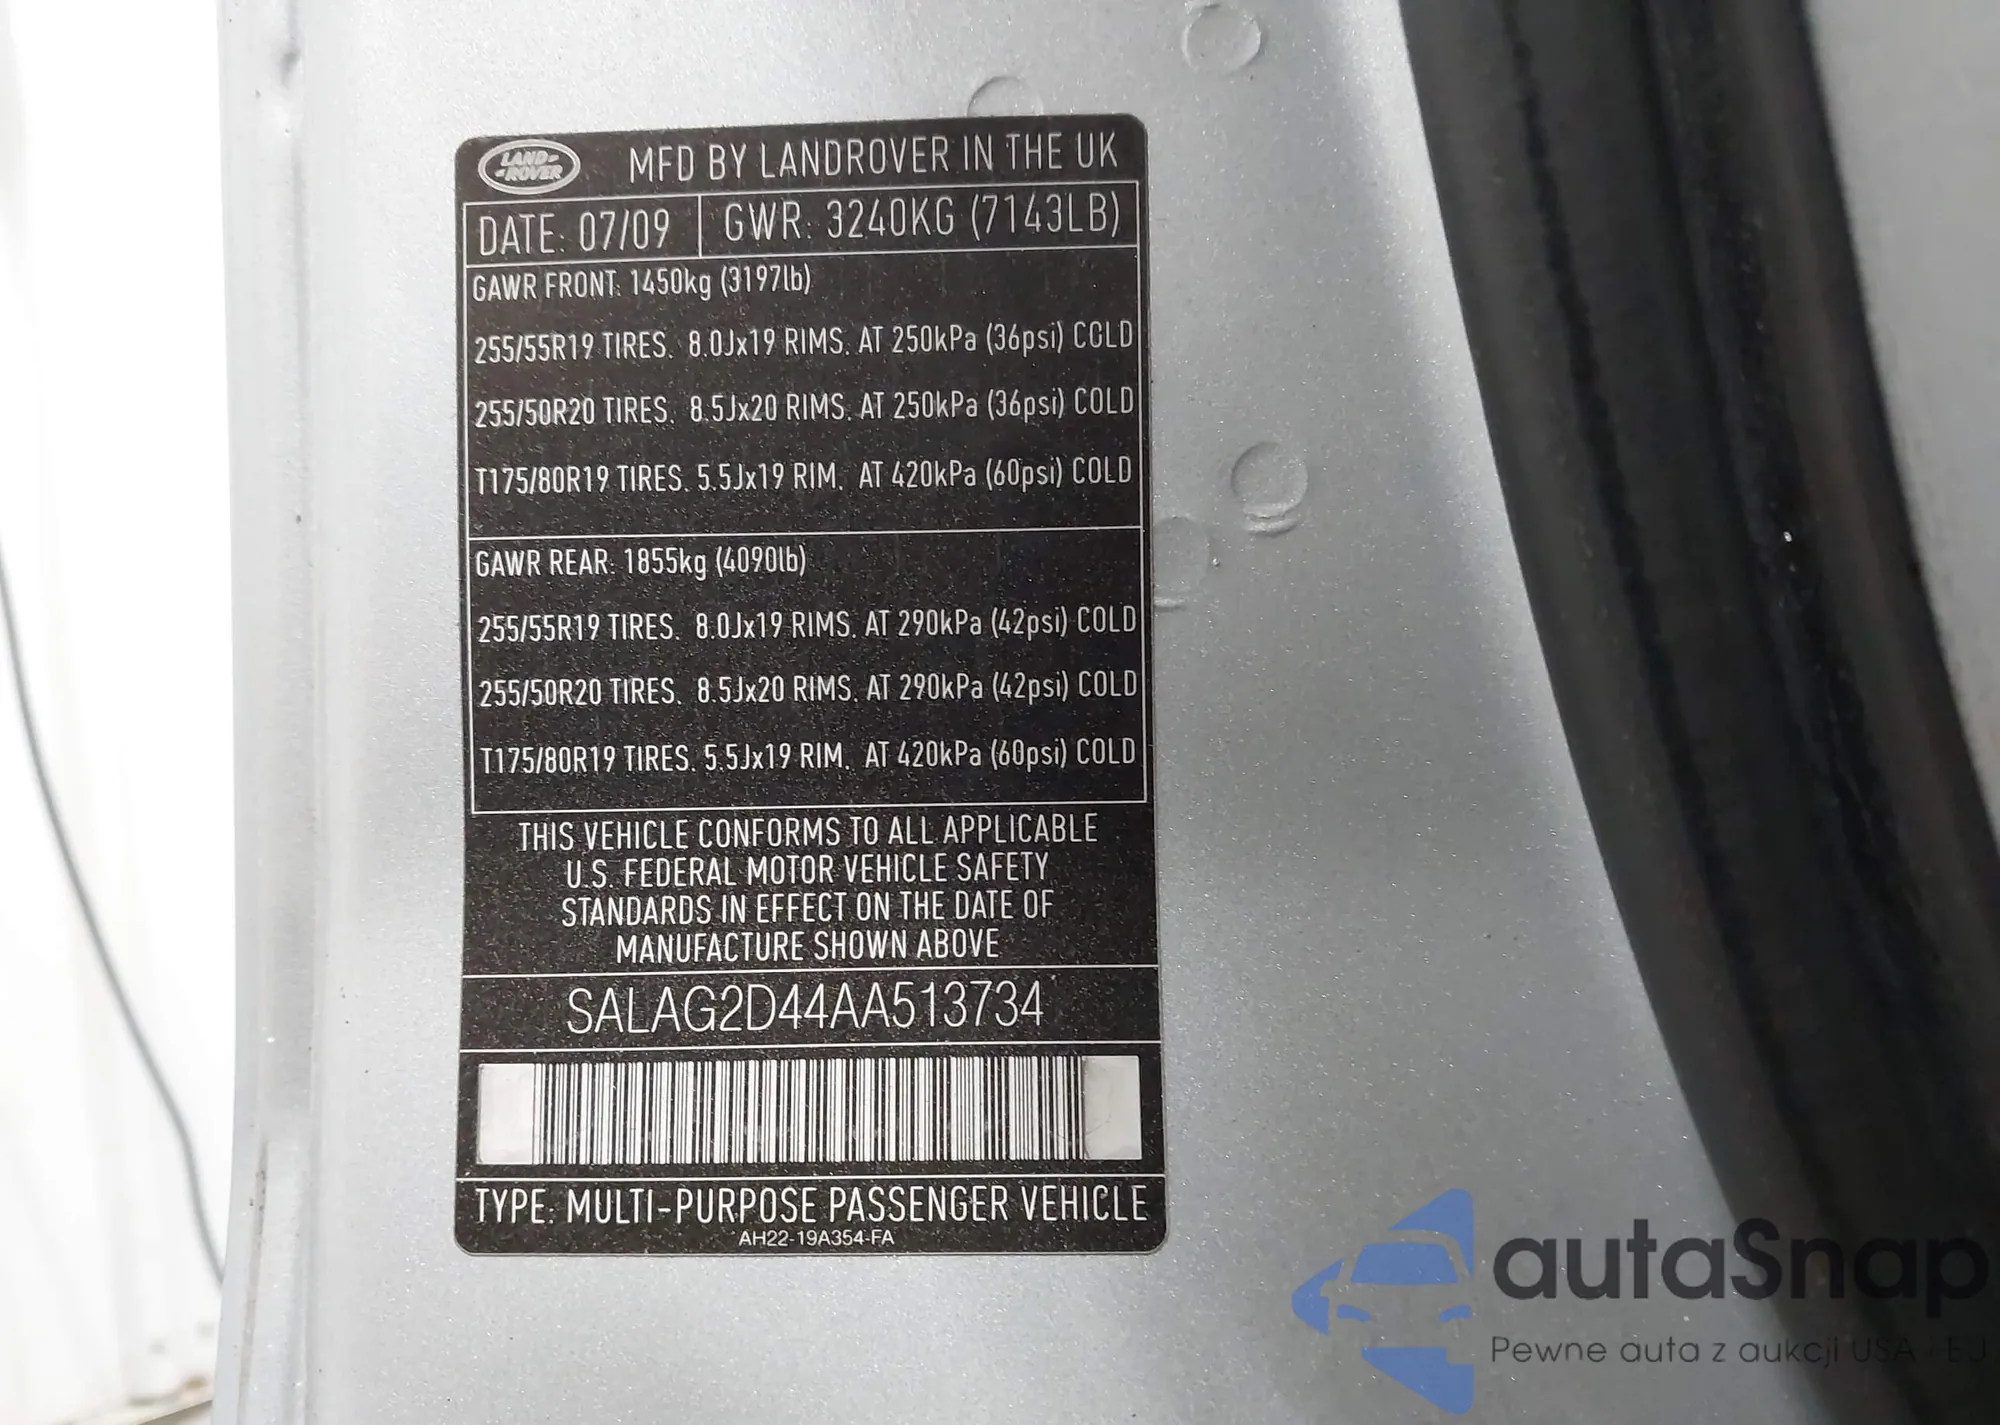 LAND-
-ROVER
MFD BY LANDROVER IN THE UK
DATE: 07/09 GWR: 3240KG (7143LB)
GAWR FRONT: 1450kg (3197lb)
255/55R19 TIRES. 8.0Jx19 RIMS. AT 250kPa (36psi) COLD
255/50R20 TIRES. 8.5Jx20 RIMS. AT 250kPa (36psi) COLD
T175/80R19 TIRES. 5.5Jx19 RIM. AT 420kPa (60psi) COLD
GAWR REAR: 1855kg (4090lb)
255/55R19 TIRES. 8.0Jx19 RIMS. AT 290kPa (42psi) COLD
255/50R20 TIRES. 8.5Jx20 RIMS. AT 290kPa (42psi) COLD
T175/80R19 TIRES. 5.5Jx19 RIM. AT 420kPa (60psi) COLD
THIS VEHICLE CONFORMS TO ALL APPLICABLE
U.S. FEDERAL MOTOR VEHICLE SAFETY
STANDARDS IN EFFECT ON THE DATE OF
MANUFACTURE SHOWN ABOVE
SALAG2D44AA513734
TYPE: MULTI-PURPOSE PASSENGER VEHICLE
AH22-19A354-FA
autaSnap
Pewne auta z aukcji USA i EU